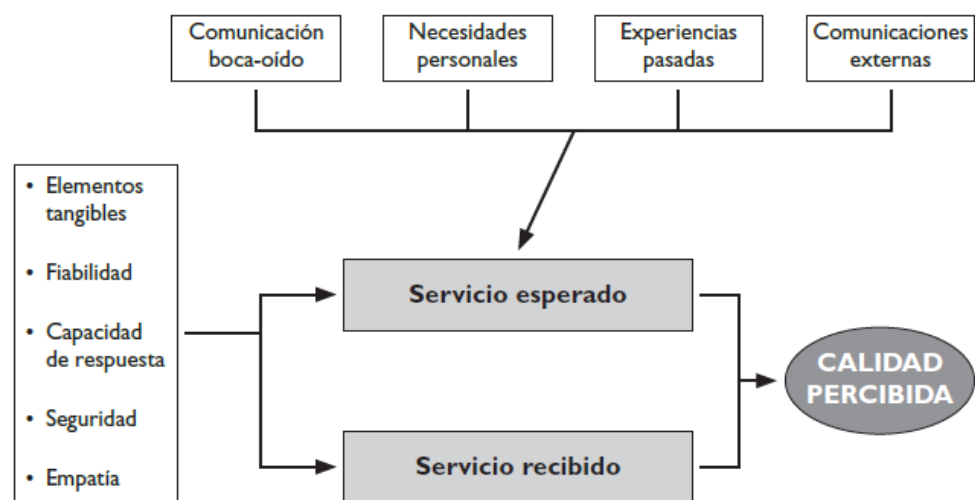 Comunicación
boca-oído
Necesidades
personales
Experiencias
pasadas
Comunicaciones
externas
• Elementos
tangibles
• Fiabilidad
• Capacidad
de respuesta
• Seguridad
• Empatía
Servicio esperado
Servicio recibido
CALIDAD
PERCIBIDA